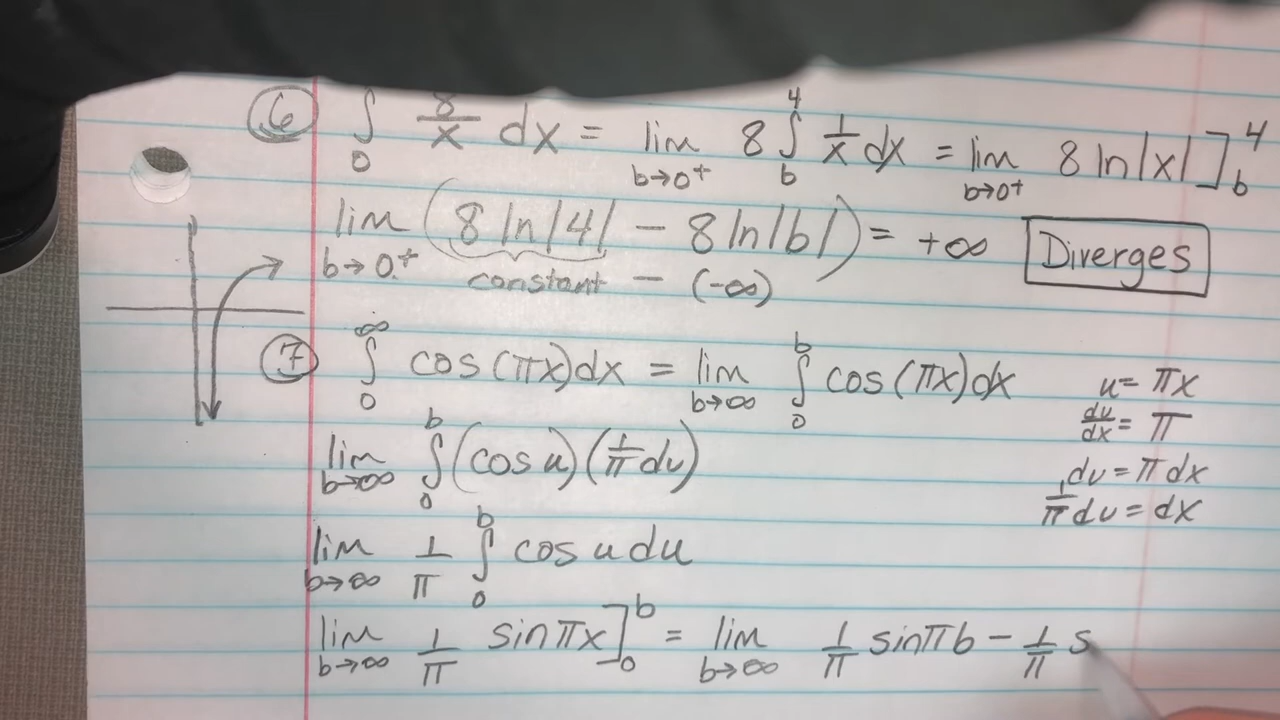 6 ∫₀ 8/x dx = lim b→0⁺ 8 ∫_b^4 1/x dx = lim b→0⁺ 8 ln|x| ]_b^4
lim b→0⁺ (8 ln|4| − 8 ln|b|) = +∞ Diverges
constant − (-∞)
7 ∫₀^∞ cos(πx)dx = lim b→∞ ∫₀^b cos(πx)dx u = πx
du/dx = π
lim b→∞ ∫₀^b (cos u)(1/π du) du = π dx
1/π du = dx
lim b→∞ 1/π ∫₀^b cos u du
lim b→∞ 1/π sin πx ]₀^b = lim b→∞ 1/π sin πb − 1/π s